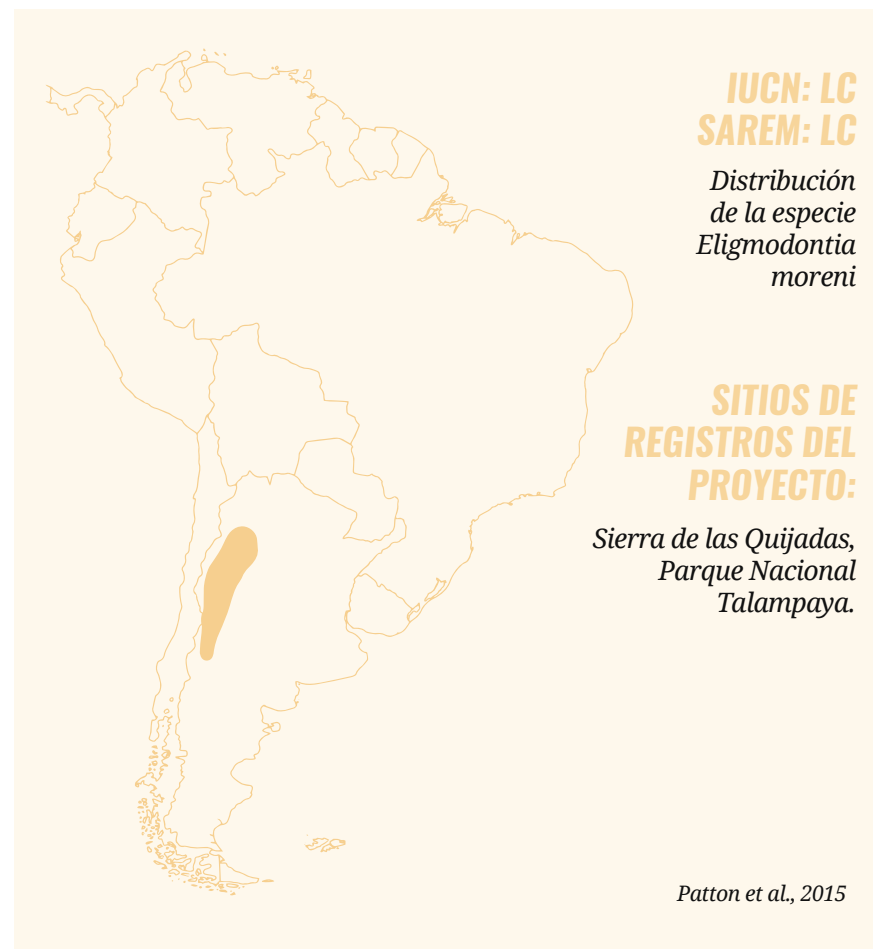 IUCN: LC
SAREM: LC
Distribución
de la especie
Eligmodontia
moreni
SITIOS DE
REGISTROS DEL
PROYECTO:
Sierra de las Quijadas,
Parque Nacional
Talampaya.
Patton et al., 2015